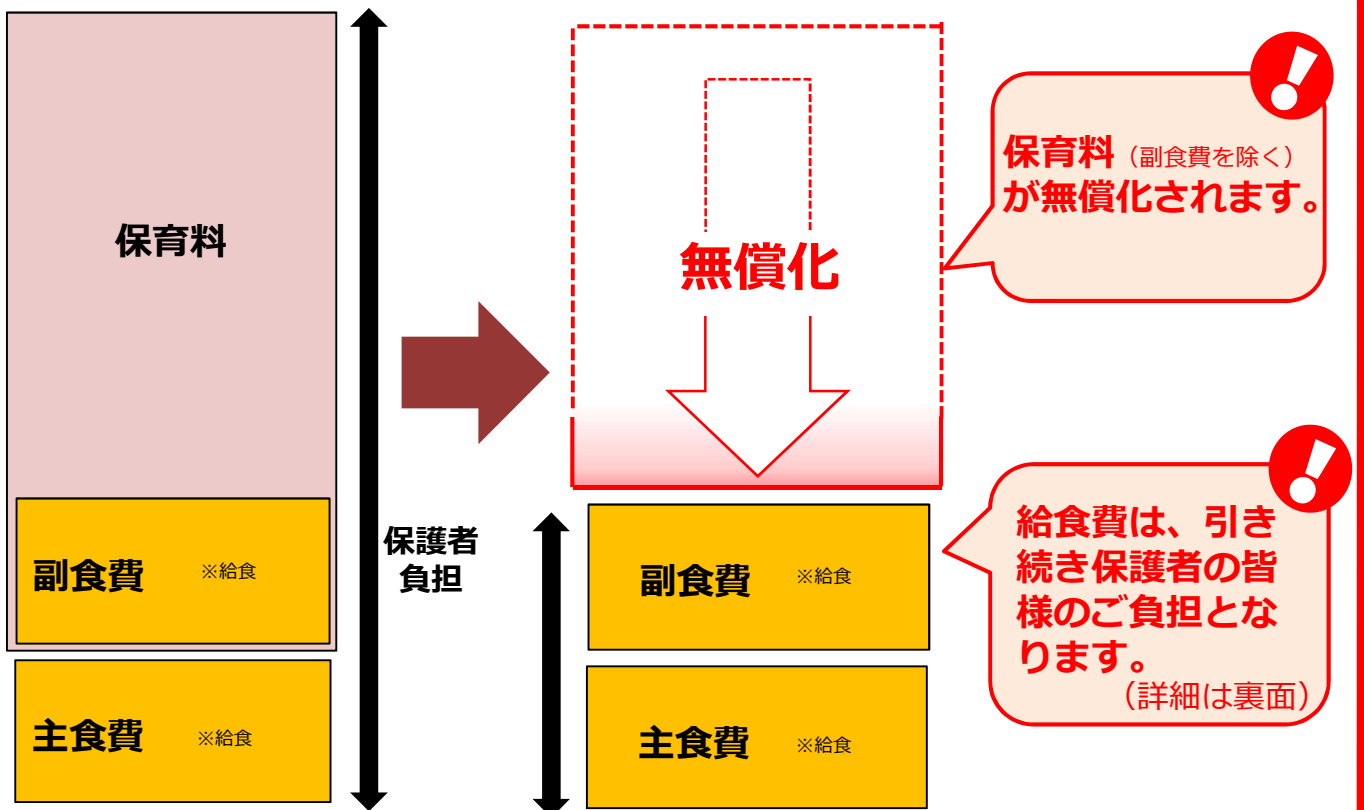 保育料
副食費 ※給食
主食費 ※給食
保護者
負担
無償化
副食費 ※給食
主食費 ※給食
保育料（副食費を除く）
が無償化されます。
給食費は、引き
続き保護者の皆
様のご負担とな
ります。
（詳細は裏面）